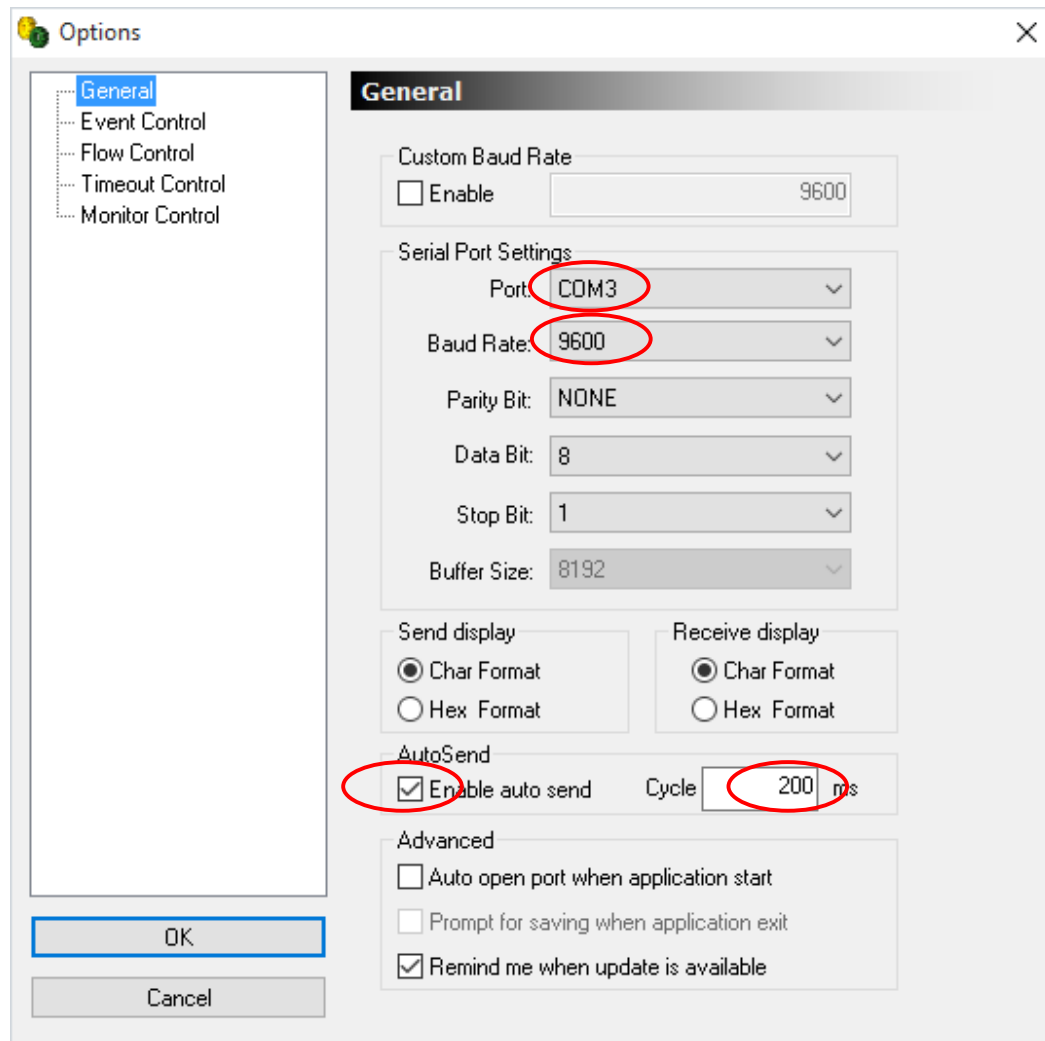 Options
General
Event Control
Flow Control
Timeout Control
Monitor Control
OK
Cancel
General
Custom Baud Rate
Enable 9600
Serial Port Settings
Port: COM3
Baud Rate: 9600
Parity Bit: NONE
Data Bit: 8
Stop Bit: 1
Buffer Size: 8192
Send display
Char Format
Hex Format
Receive display
Char Format
Hex Format
AutoSend
Enable auto send Cycle 200 ms
Advanced
Auto open port when application start
Prompt for saving when application exit
Remind me when update is available